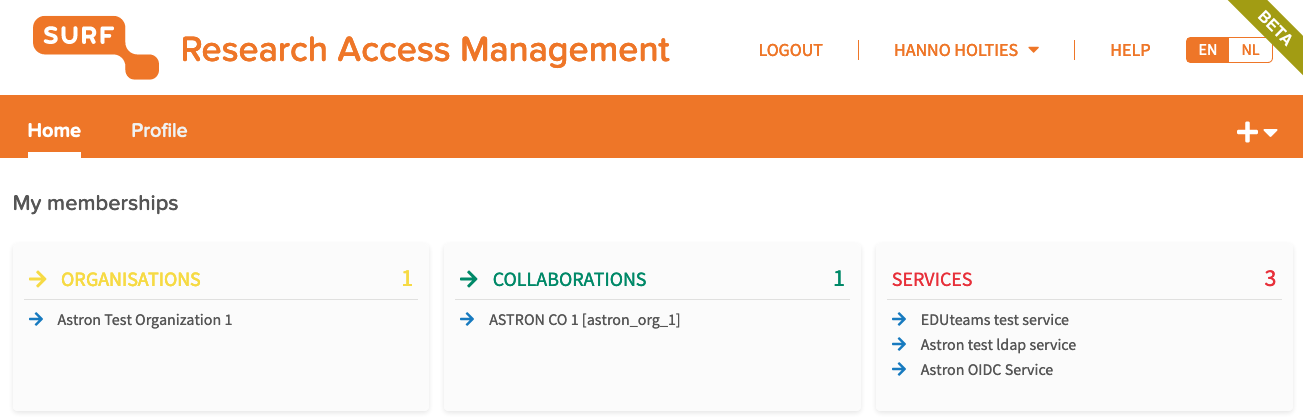 SURF
Research Access Management
LOGOUT
HANNO HOLTIES
HELP
EN
NL
BETA
Home
Profile
My memberships
ORGANISATIONS 1
Astron Test Organization 1
COLLABORATIONS 1
ASTRON CO 1 [astron_org_1]
SERVICES 3
EDUteams test service
Astron test ldap service
Astron OIDC Service